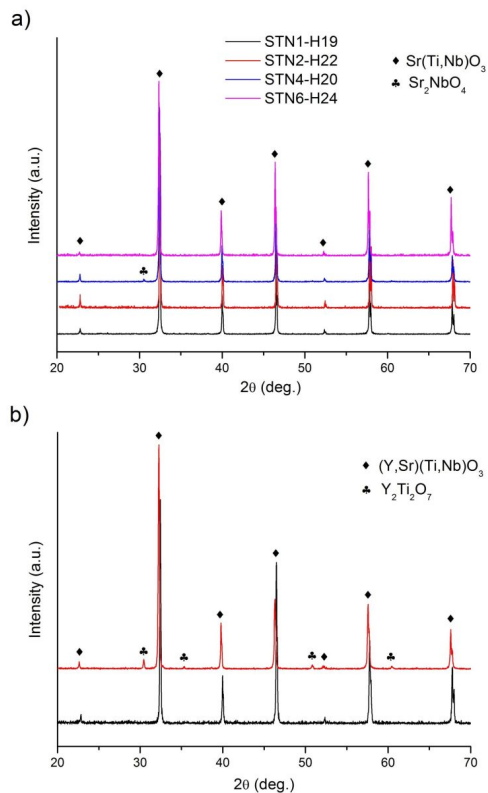 a)
STN1-H19
STN2-H22
STN4-H20
STN6-H24
♦ Sr(Ti,Nb)O₃
♣ Sr₂NbO₄
Intensity (a.u.)
20 30 40 50 60 70
2θ (deg.)
b)
♦ (Y,Sr)(Ti,Nb)O₃
♣ Y₂Ti₂O₇
Intensity (a.u.)
20 30 40 50 60 70
2θ (deg.)